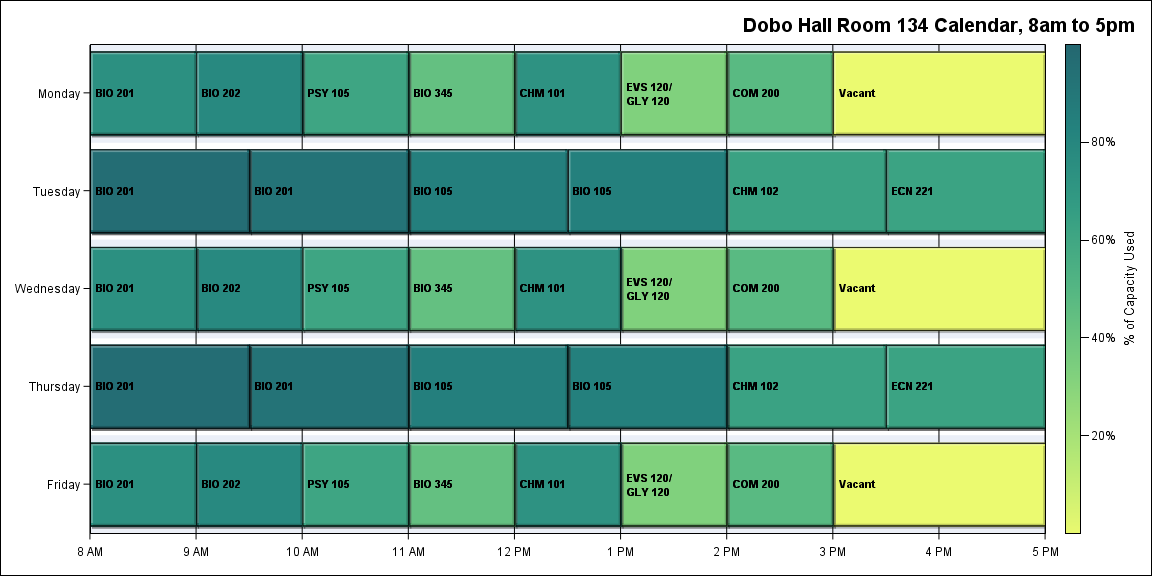 Dobo Hall Room 134 Calendar, 8am to 5pm
Monday
BIO 201
BIO 202
PSY 105
BIO 345
CHM 101
EVS 120/
GLY 120
COM 200
Vacant
Tuesday
BIO 201
BIO 201
BIO 105
BIO 105
CHM 102
ECN 221
Wednesday
BIO 201
BIO 202
PSY 105
BIO 345
CHM 101
EVS 120/
GLY 120
COM 200
Vacant
Thursday
BIO 201
BIO 201
BIO 105
BIO 105
CHM 102
ECN 221
Friday
BIO 201
BIO 202
PSY 105
BIO 345
CHM 101
EVS 120/
GLY 120
COM 200
Vacant
8 AM
9 AM
10 AM
11 AM
12 PM
1 PM
2 PM
3 PM
4 PM
5 PM
80%
60%
40%
20%
% of Capacity Used